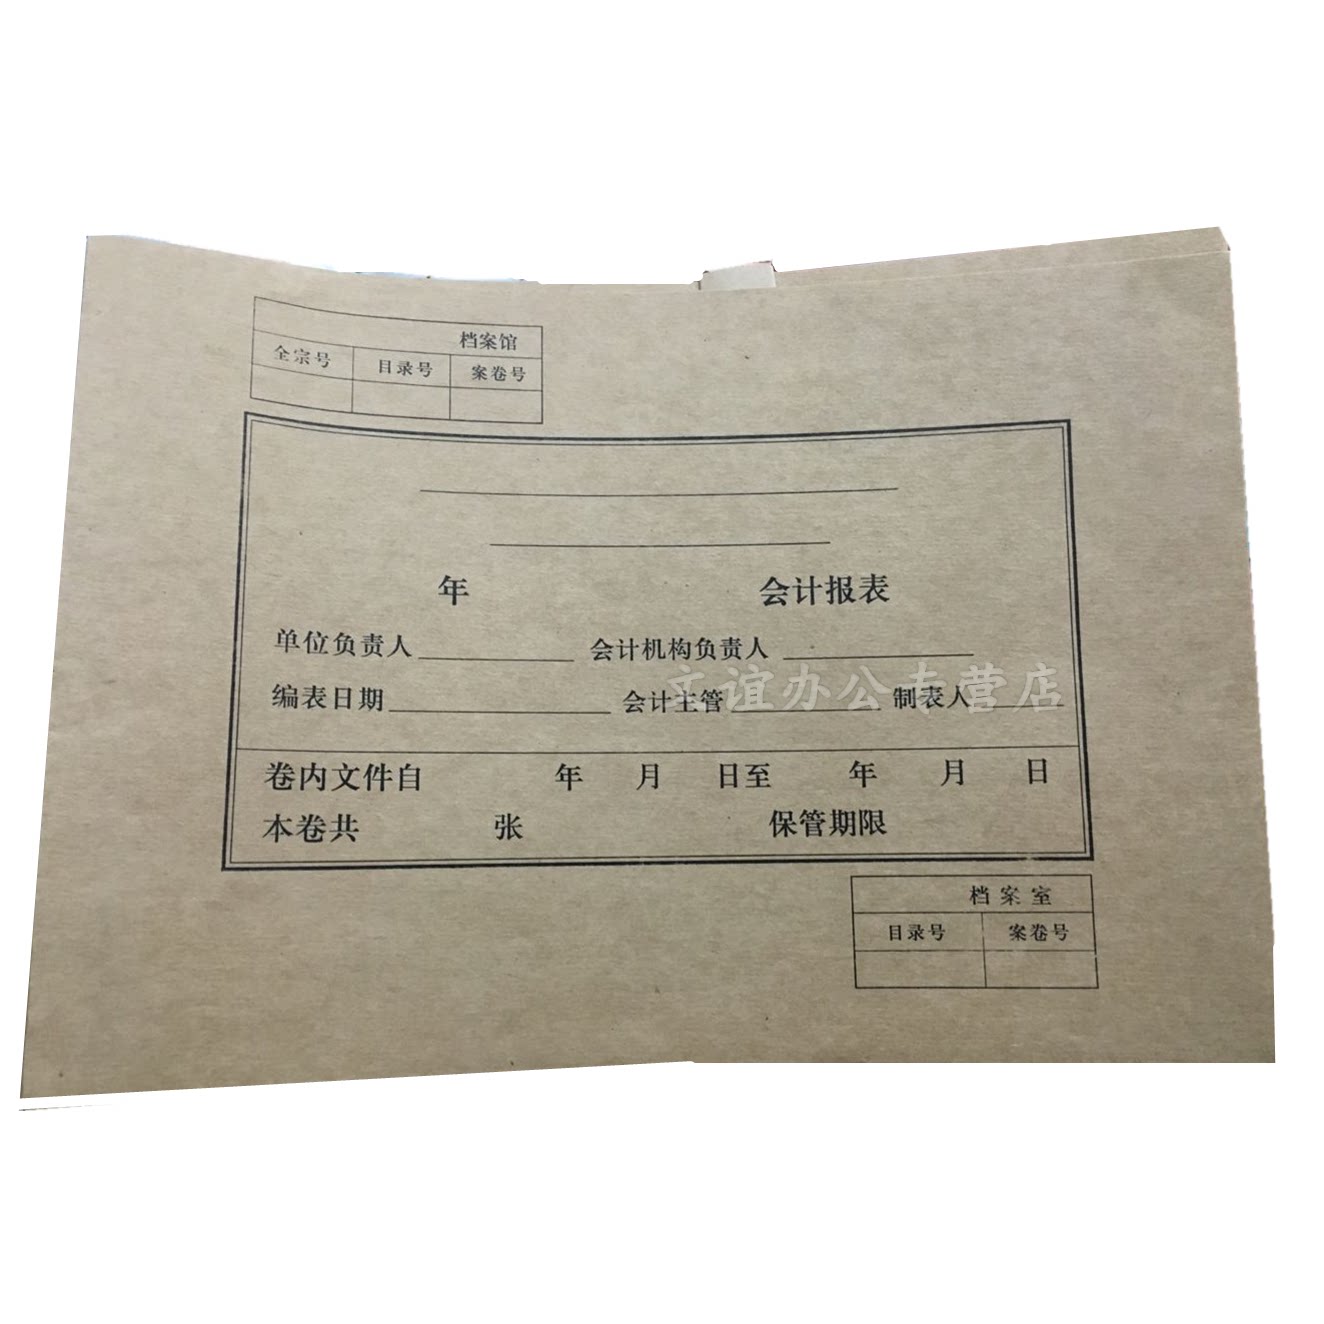 档案馆
全宗号 目录号 案卷号
年 会计报表
单位负责人 会计机构负责人
文谊办公专营店
编表日期 会计主管 制表人
卷内文件自 年 月 日至 年 月 日
本卷共 张 保管期限
档案室
目录号 案卷号